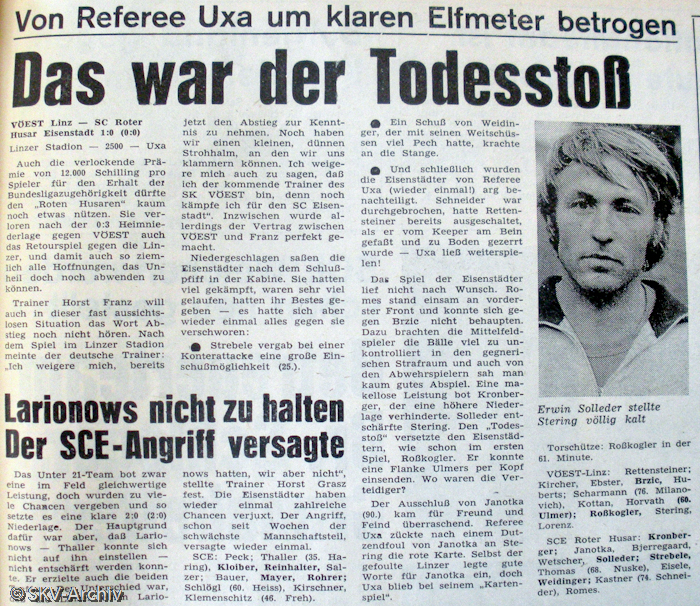 Von Referee Uxa um klaren Elfmeter betrogen
Das war der Todesstoß
VÖEST Linz — SC Roter
Husar Eisenstadt 1:0 (0:0)
Linzer Stadion — 2500 — Uxa
Auch die verlockende Prä-
mie von 12.000 Schilling pro
Spieler für den Erhalt der
Bundesligazugehörigkeit dürfte
den „Roten Husaren" kaum
noch etwas nützen. Sie ver-
loren nach der 0:3 Heimnie-
derlage gegen VÖEST auch
das Retourspiel gegen die Lin-
zer, und damit auch so ziem-
lich alle Hoffnungen, das Un-
heil doch noch abwenden zu
können.
Trainer Horst Franz will
auch in dieser fast aussichts-
losen Situation das Wort Ab-
stieg noch nicht hören. Nach
dem Spiel im Linzer Stadion
meinte der deutsche Trainer:
„Ich weigere mich, bereits
jetzt den Abstieg zur Kennt-
nis zu nehmen. Noch haben
wir einen kleinen, dünnen
Strohhalm, an den wir uns
klammern können. Ich weige-
re mich auch zu sagen, daß
ich der kommende Trainer des
SK VÖEST bin, denn noch
kämpfe ich für den SC Eisen-
stadt". Inzwischen wurde al-
lerdings der Vertrag zwischen
VÖEST und Franz perfekt ge-
macht.
Niedergeschlagen saßen die
Eisenstädter nach dem Schluß-
pfiff in der Kabine. Sie hatten
viel gekämpft, waren sehr viel
gelaufen, hatten ihr Bestes ge-
geben — es hatte sich aber
wieder einmal alles gegen sie
verschworen:
● Strebele vergab bei einer
Konterattacke eine große Ein-
schußmöglichkeit (25.).
● Ein Schuß von Weidin-
ger, der mit seinen Weitschüs-
sen viel Pech hatte, krachte
an die Stange.
● Und schließlich wurden
die Eisenstädter von Referee
Uxa (wieder einmal!) arg be-
nachteiligt. Schneider war
durchgebrochen, hatte Retten-
steiner bereits ausgeschaltet,
als er vom Keeper am Bein
gefaßt und zu Boden gezerrt
wurde — Uxa ließ weiterspie-
len!
Das Spiel der Eisenstädter
lief nicht nach Wunsch. Ro-
mes stand einsam an vorder-
ster Front und konnte sich ge-
gen Brzic nicht behaupten.
Dazu brachten die Mittelfeld-
spieler die Bälle viel zu un-
kontrolliert in den gegneri-
schen Strafraum und auch von
den Abwehrspielern sah man
kaum gutes Abspiel. Eine ma-
kellose Leistung bot Kronber-
ger, der eine höhere Nieder-
lage verhinderte. Solleder ent-
schärfte Stering. Den „Todes-
stoß" versetzte den Eisenstädt-
ern, wie schon im ersten
Spiel, Roßkogler. Er konnte
eine Flanke Ulmers per Kopf
einsenden. Wo waren die Ver-
teidiger?
Der Ausschluß von Janotka
(90.) kam für Freund und
Feind überraschend. Referee
Uxa zückte nach einem Dutz-
endfoul von Janotka an Ste-
ring die rote Karte. Selbst der
gefoulte Linzer legte gute
Worte für Janotka ein, doch
Uxa blieb bei seinem „Karten-
spiel".
Erwin Solleder stellte
Stering völlig kalt
Torschütze: Roßkogler in der
61. Minute.
VÖEST-Linz: Rettensteiner;
Kircher, Ebster, Brzic, Hu-
berts; Scharmann (76. Milano-
vich), Kottan, Horvath (60.
Ulmer); Roßkogler, Stering,
Lorenz.
SCE Roter Husar: Kronber-
ger; Janotka, Bjerregaard,
Wetscher, Solleder; Strebele,
Thomas (68. Nuske), Eisele,
Weidinger; Kastner (74. Schnei-
der), Romes.
Larionows nicht zu halten
Der SCE-Angriff versagte
Das Unter 21-Team bot zwar
eine im Feld gleichwertige
Leistung, doch wurden zu vie-
le Chancen vergeben und so
setzte es eine klare 2:0 (2:0)
Niederlage. Der Hauptgrund
dafür war aber, daß Lario-
nows — Thaller konnte sich
nicht auf ihn einstellen —
nicht entschärft werden konn-
te. Er erzielte auch die beiden
Unterschied war,
Lario-
nows hatten, wir aber nicht",
stellte Trainer Horst Grasz
fest. Die Eisenstädter haben
wieder einmal zahlreiche
Chancen verjuxt. Der Angriff,
schon seit Wochen der
schwächste Mannschaftsteil,
versagte wieder einmal.
SCE: Peck; Thaller (35. Ha-
ring), Kloiber, Reinhalter, Sal-
zer; Bauer, Mayer, Rohrer;
Schlögl (60. Heiss), Kirschner,
Klemenschitz (46. Freh).
© SKV-Archiv